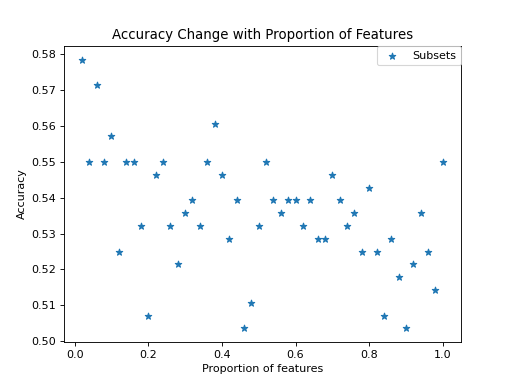 Accuracy Change with Proportion of Features
Subsets
Accuracy
0.58
0.57
0.56
0.55
0.54
0.53
0.52
0.51
0.50
0.0 0.2 0.4 0.6 0.8 1.0
Proportion of features